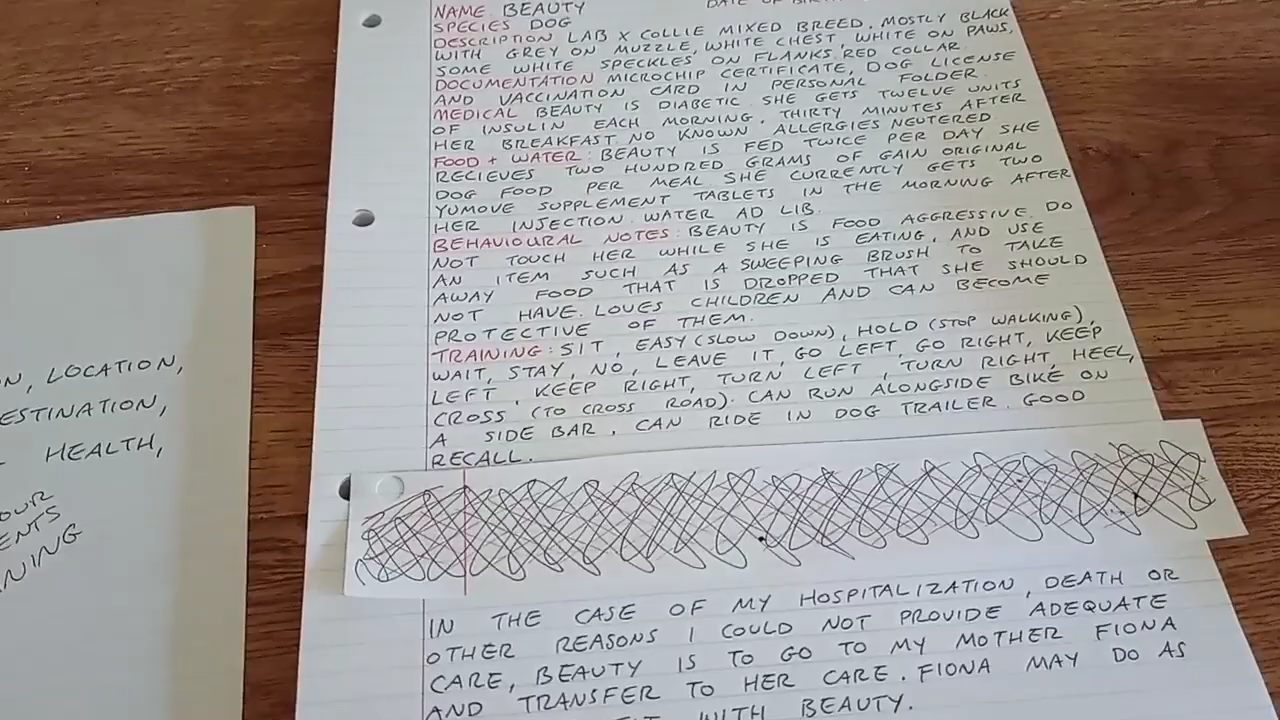 NAME BEAUTY
SPECIES DOG
DESCRIPTION LAB X COLLIE MIXED BREED. MOSTLY BLACK
WITH GREY ON MUZZLE, WHITE CHEST WHITE ON PAWS,
SOME WHITE SPECKLES ON FLANKS RED COLLAR.
DOCUMENTATION MICROCHIP CERTIFICATE, DOG LICENSE
AND VACCINATION CARD IN PERSONAL FOLDER.
MEDICAL BEAUTY IS DIABETIC. SHE GETS TWELVE UNITS
OF INSULIN EACH MORNING. THIRTY MINUTES AFTER
HER BREAKFAST. NO KNOWN ALLERGIES NEUTERED
FOOD + WATER: BEAUTY IS FED TWICE PER DAY SHE
RECIEVES TWO HUNDRED GRAMS OF GAIN ORIGINAL
DOG FOOD PER MEAL SHE CURRENTLY GETS TWO
YUMOVE SUPPLEMENT TABLETS IN THE MORNING AFTER
HER INJECTION. WATER AD LIB.
BEHAVIOURAL NOTES: BEAUTY IS FOOD AGGRESSIVE. DO
NOT TOUCH HER WHILE SHE IS EATING, AND USE
AN ITEM SUCH AS A SWEEPING BRUSH TO TAKE
AWAY FOOD THAT IS DROPPED THAT SHE SHOULD
NOT HAVE. LOVES CHILDREN AND CAN BECOME
PROTECTIVE OF THEM.
TRAINING: SIT, EASY (SLOW DOWN), HOLD (STOP WALKING),
WAIT, STAY, NO, LEAVE IT, GO LEFT, GO RIGHT, KEEP
LEFT, KEEP RIGHT, TURN LEFT, TURN RIGHT, HEEL,
CROSS (TO CROSS ROAD). CAN RUN ALONGSIDE BIKE ON
A SIDE BAR, CAN RIDE IN DOG TRAILER. GOOD
RECALL.
IN THE CASE OF MY HOSPITALIZATION, DEATH OR
OTHER REASONS I COULD NOT PROVIDE ADEQUATE
CARE, BEAUTY IS TO GO TO MY MOTHER FIONA
AND TRANSFER TO HER CARE. FIONA MAY DO AS
WITH BEAUTY.
LOCATION,
HEALTH,